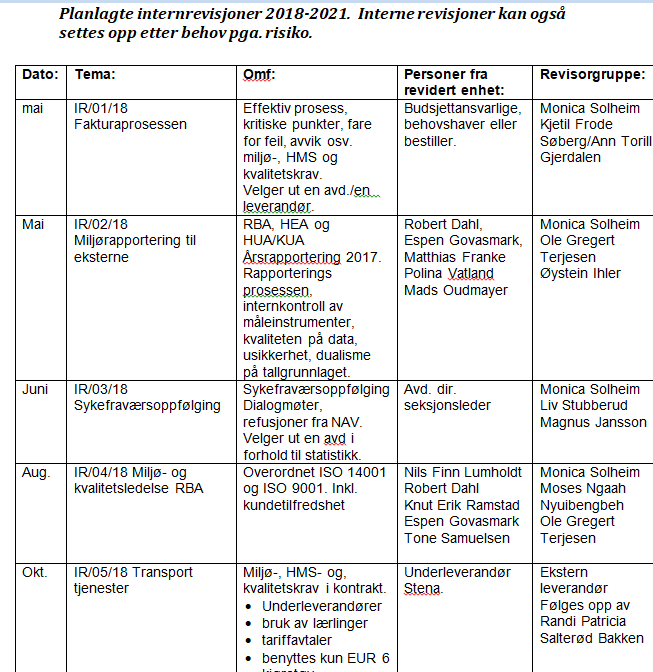 Planlagte internrevisjoner 2018-2021.  Interne revisjoner kan også
settes opp etter behov pga. risiko.
Dato: Tema: Omf: Personer fra revidert enhet: Revisorgruppe:
mai
IR/01/18
Fakturaprosessen
Effektiv prosess,
kritiske punkter, fare
for feil, avvik osv.
miljø-, HMS og
kvalitetskrav.
Velger ut en avd./en
leverandør.
Budsjettansvarlige,
behovshaver eller
bestiller.
Monica Solheim
Kjetil Frode
Søberg/Ann Torill
Gjerdalen
Mai
IR/02/18
Miljørapportering til
eksterne
RBA, HEA og
HUA/KUA
Årsrapportering 2017.
Rapporterings
prosessen,
internkontroll av
måleinstrumenter,
kvaliteten på data,
usikkerhet, dualisme
på tallgrunnlaget.
Robert Dahl,
Espen Govasmark,
Matthias Franke
Polina Vatland
Mads Oudmayer
Monica Solheim
Ole Gregert
Terjesen
Øystein Ihler
Juni
IR/03/18
Sykefraværsoppfølging
Sykefraværsoppfølging
Dialogmøter,
refusjoner fra NAV.
Velger ut en avd i
forhold til statistikk.
Avd. dir.
seksjonsleder
Monica Solheim
Liv Stubberud
Magnus Jansson
Aug.
IR/04/18 Miljø- og
kvalitetsledelse RBA
Overordnet ISO 14001
og ISO 9001. Inkl.
kundetilfredshet
Nils Finn Lumholdt
Robert Dahl
Knut Erik Ramstad
Espen Govasmark
Tone Samuelsen
Monica Solheim
Moses Ngaah
Nyuibengbeh
Ole Gregert
Terjesen
Okt.
IR/05/18 Transport
tjenester
Miljø-, HMS- og,
kvalitetskrav i kontrakt.
• Underleverandører
• bruk av lærlinger
• tariffavtaler
• benyttes kun EUR 6
Underleverandør
Stena.
Ekstern
leverandør
Følges opp av
Randi Patricia
Salterød Bakken